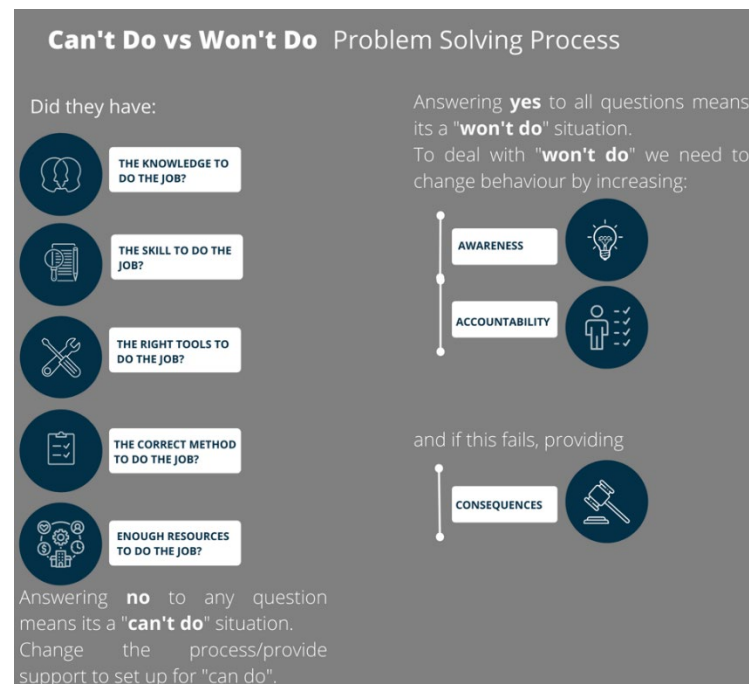 Can't Do vs Won't Do Problem Solving Process
Did they have:
THE KNOWLEDGE TO
DO THE JOB?
THE SKILL TO DO THE
JOB?
THE RIGHT TOOLS TO
DO THE JOB?
THE CORRECT METHOD
TO DO THE JOB?
ENOUGH RESOURCES
TO DO THE JOB?
Answering no to any question
means its a "can't do" situation.
Change the process/provide
support to set up for "can do".
Answering yes to all questions means
its a "won't do" situation.
To deal with "won't do" we need to
change behaviour by increasing:
AWARENESS
ACCOUNTABILITY
and if this fails, providing
CONSEQUENCES